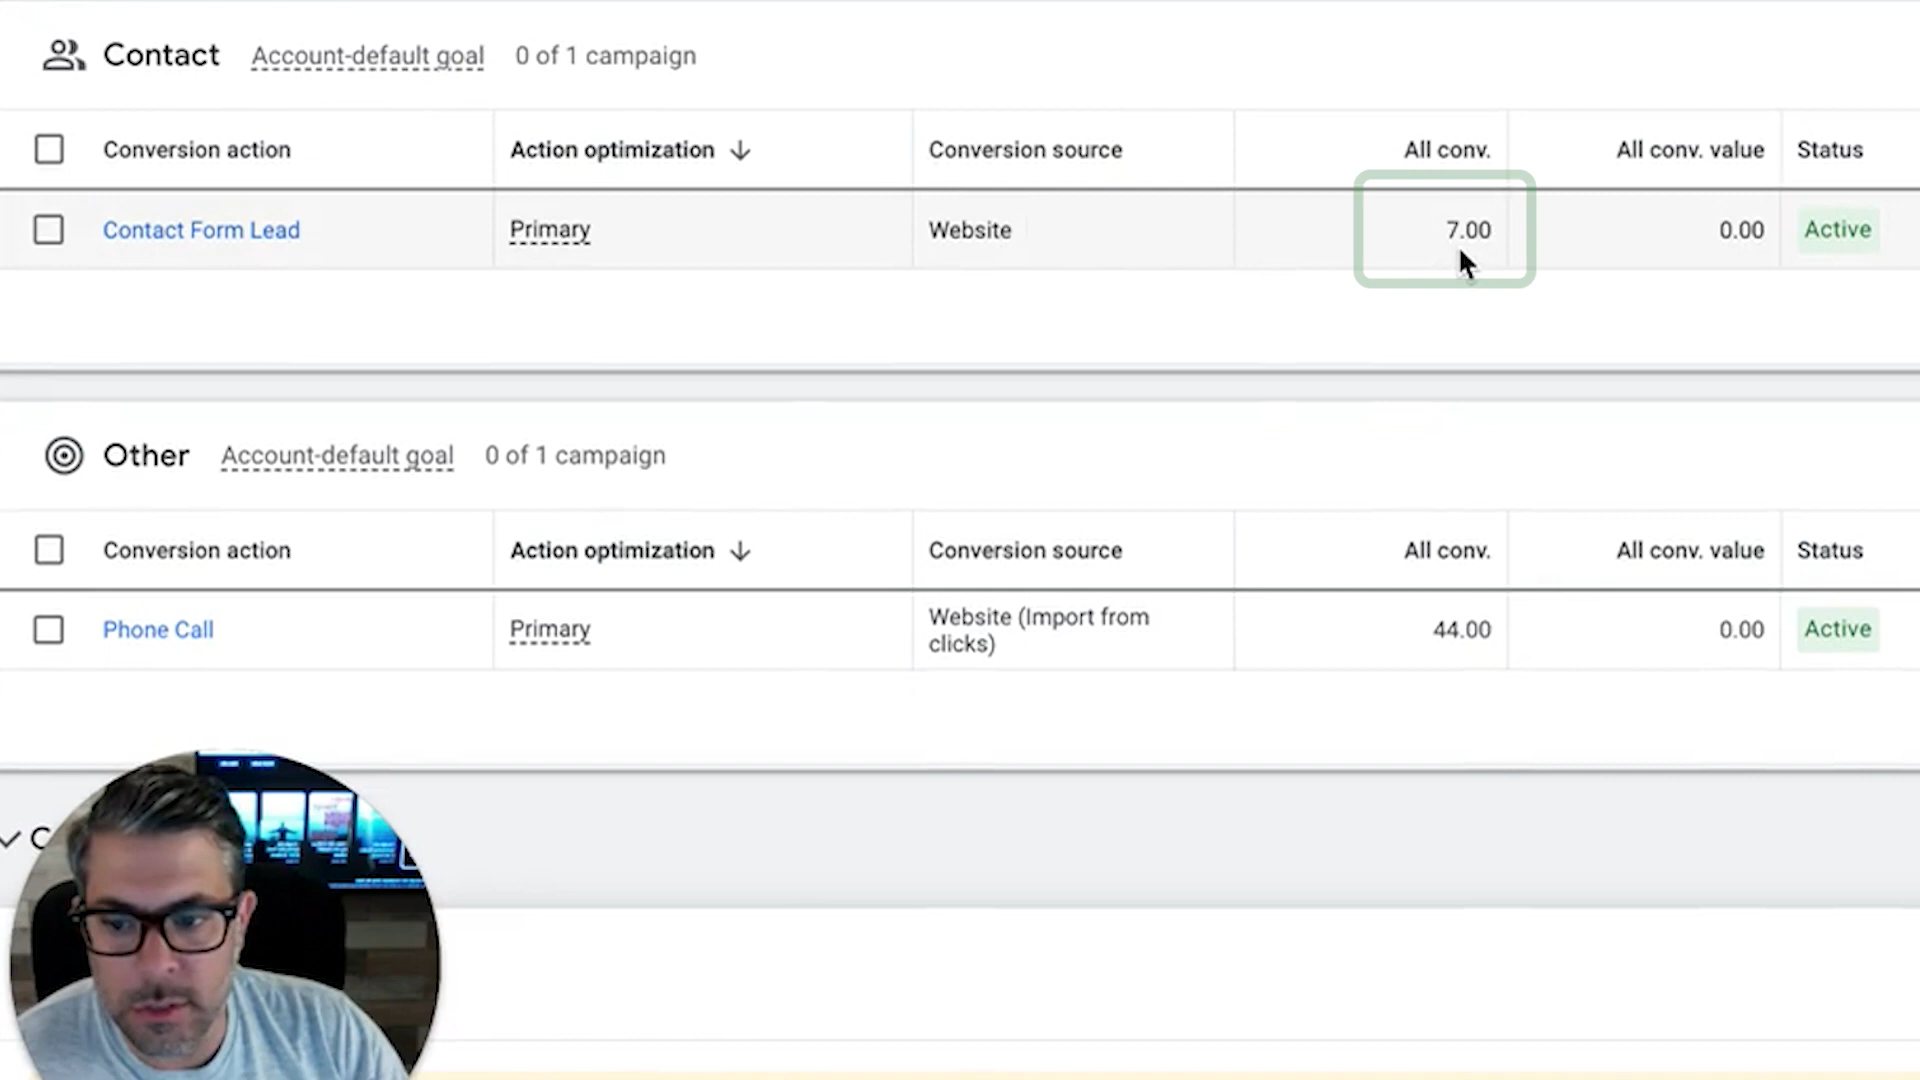 Contact Account-default goal 0 of 1 campaign
Conversion action Action optimization Conversion source All conv. All conv. value Status
Contact Form Lead Primary Website 7.00 0.00 Active
Other Account-default goal 0 of 1 campaign
Conversion action Action optimization Conversion source All conv. All conv. value Status
Phone Call Primary Website (Import from clicks) 44.00 0.00 Active